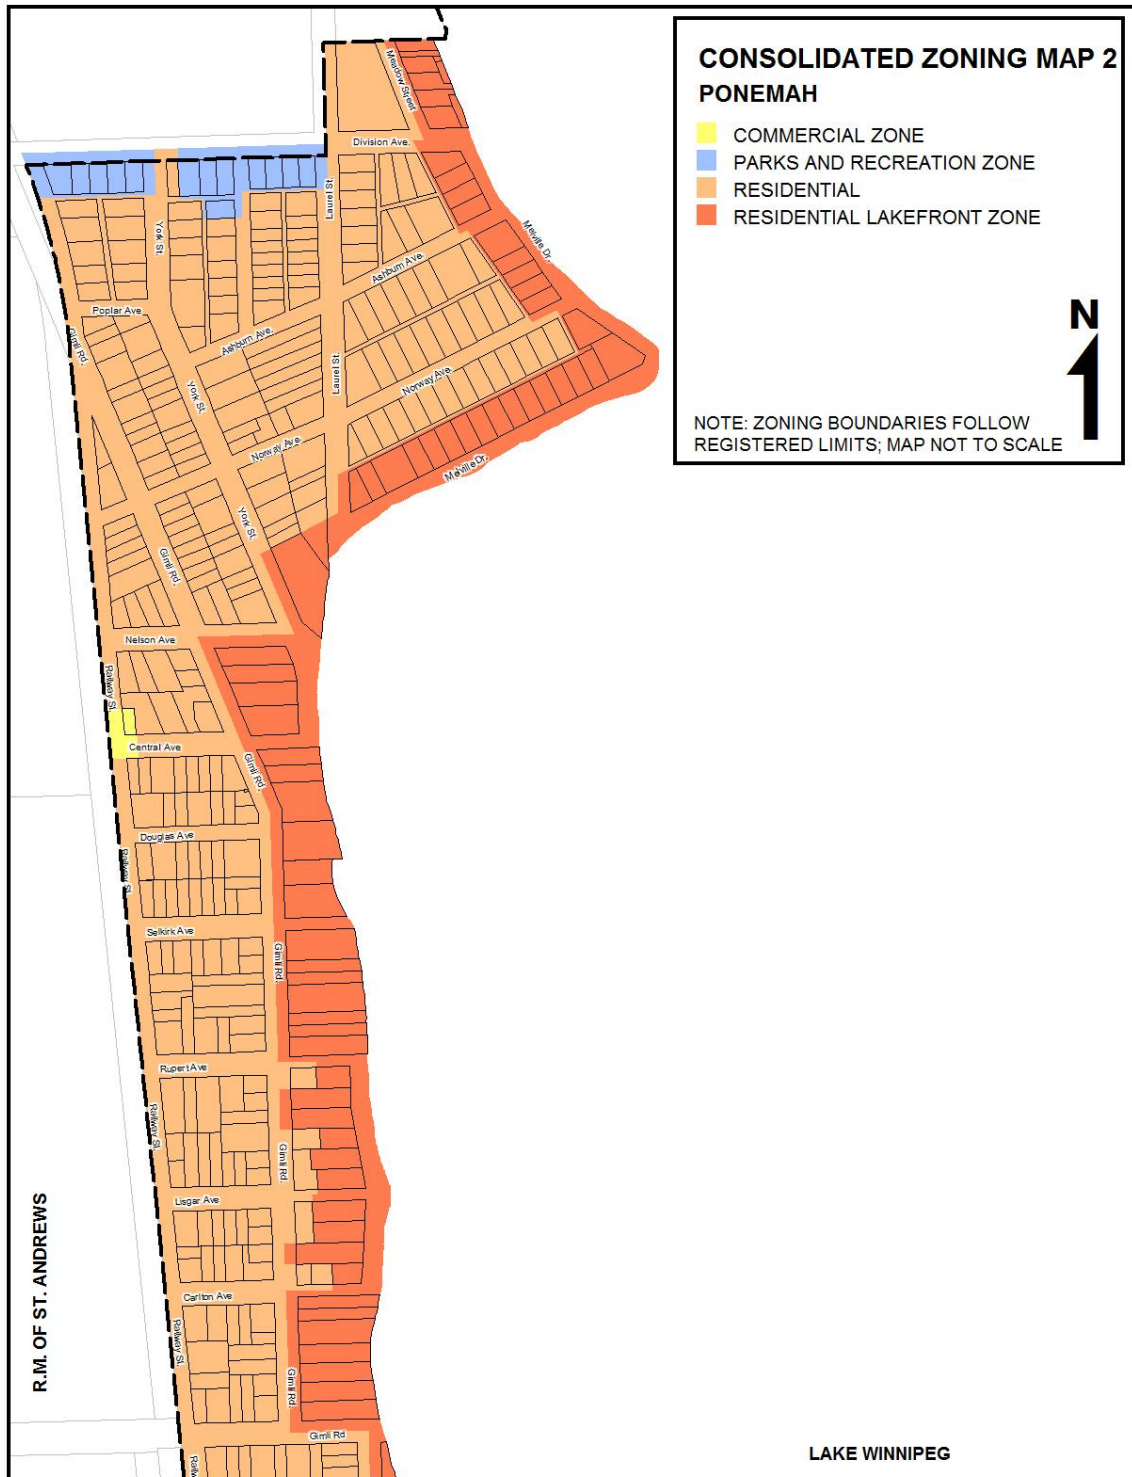 CONSOLIDATED ZONING MAP 2
PONEMAH
COMMERCIAL ZONE
PARKS AND RECREATION ZONE
RESIDENTIAL
RESIDENTIAL LAKEFRONT ZONE
N
NOTE: ZONING BOUNDARIES FOLLOW
REGISTERED LIMITS; MAP NOT TO SCALE
Meadow Street
Division Ave.
Laurel St.
York St.
Melville Dr.
Ashburn Ave.
Poplar Ave
Gimli Rd.
Ashburn Ave.
Laurel St.
Norway Ave.
York St.
Norway Ave.
Melville Dr.
York St.
Gimli Rd.
Nelson Ave
Railway St.
Central Ave
Gimli Rd.
Douglas Ave
Railway St.
Selkirk Ave
Gimli Rd.
Rupert Ave
Railway St.
Gimli Rd.
Lisgar Ave
R.M. OF ST. ANDREWS
Carlton Ave
Railway St.
Gimli Rd.
Gimli Rd
LAKE WINNIPEG